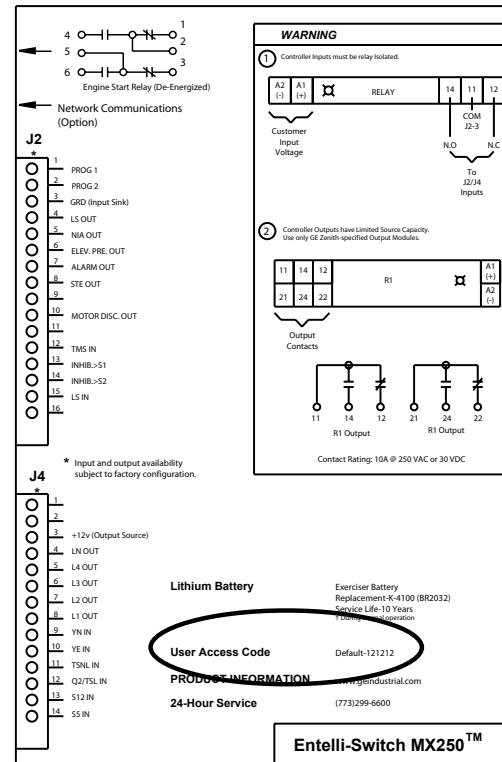 1
4
2
5
3
6
Engine Start Relay (De-Energized)
Network Communications
(Option)
J2
*
1 PROG 1
2 PROG 2
3 GRD (Input Sink)
4 LS OUT
5 NIA OUT
6 ELEV. PRE. OUT
7 ALARM OUT
8 STE OUT
9
10 MOTOR DISC. OUT
11
12 TMS IN
13 INHIB.>S1
14 INHIB.>S2
15 LS IN
16
* Input and output availability
subject to factory configuration.
J4
*
1
2
3 +12v (Output Source)
4 LN OUT
5 L4 OUT
6 L3 OUT
7 L2 OUT
8 L1 OUT
9 YN IN
10 YE IN
11 TSNL IN
12 Q2/TSL IN
13 S12 IN
14 S5 IN
WARNING
1 Controller Inputs must be relay Isolated.
A2 A1 RELAY 14 11 12
(-) (+)
COM
J2-3
Customer
Input
Voltage
N.O N.C
To
J2/J4
Inputs
2 Controller Outputs have Limited Source Capacity.
Use only GE Zenith-specified Output Modules.
11 14 12 R1 A1
(+)
21 24 22 A2
(-)
Output
Contacts
11 14 12 21 24 22
R1 Output R1 Output
Contact Rating: 10A @ 250 VAC or 30 VDC
Lithium Battery Exerciser Battery
Replacement-K-4100 (BR2032)
Service Life-10 Years
† During normal operation
User Access Code Default-121212
PRODUCT INFORMATION www.geindustrial.com
24-Hour Service (773)299-6600
Entelli-Switch MX250™